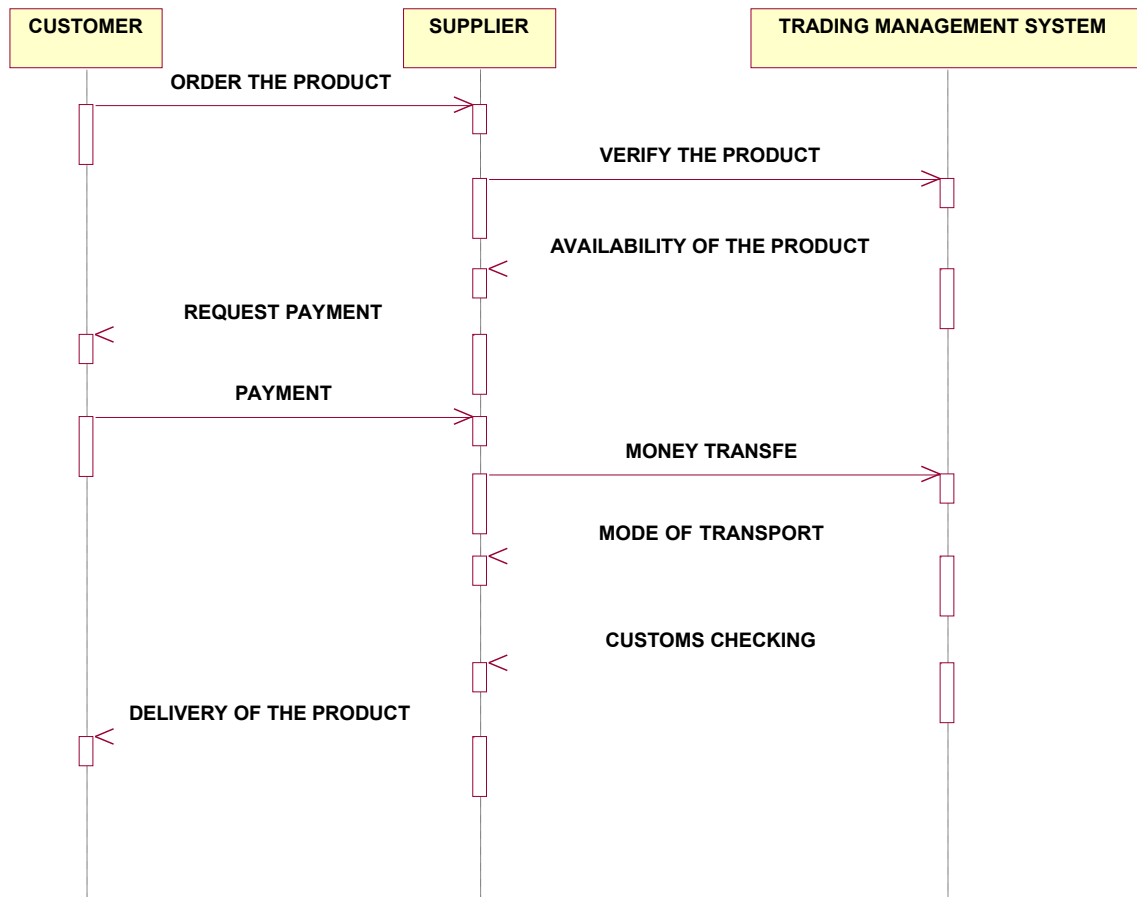 CUSTOMER
SUPPLIER
TRADING MANAGEMENT SYSTEM
ORDER THE PRODUCT
VERIFY THE PRODUCT
AVAILABILITY OF THE PRODUCT
REQUEST PAYMENT
PAYMENT
MONEY TRANSFE
MODE OF TRANSPORT
CUSTOMS CHECKING
DELIVERY OF THE PRODUCT